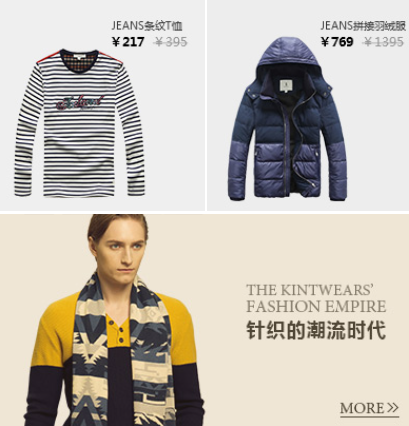 JEANS条纹T恤
¥217 ¥395
JEANS拼接羽绒服
¥769 ¥1395
THE KINTWEARS'
FASHION EMPIRE
针织的潮流时代
MORE »